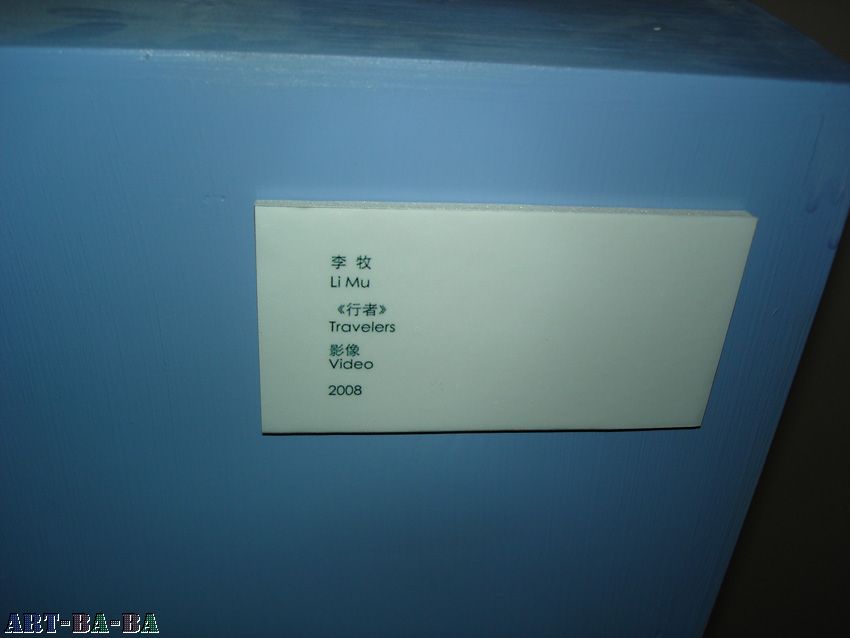 李 牧
Li Mu
《行者》
Travelers
影像
Video
2008
ART-BA-BA